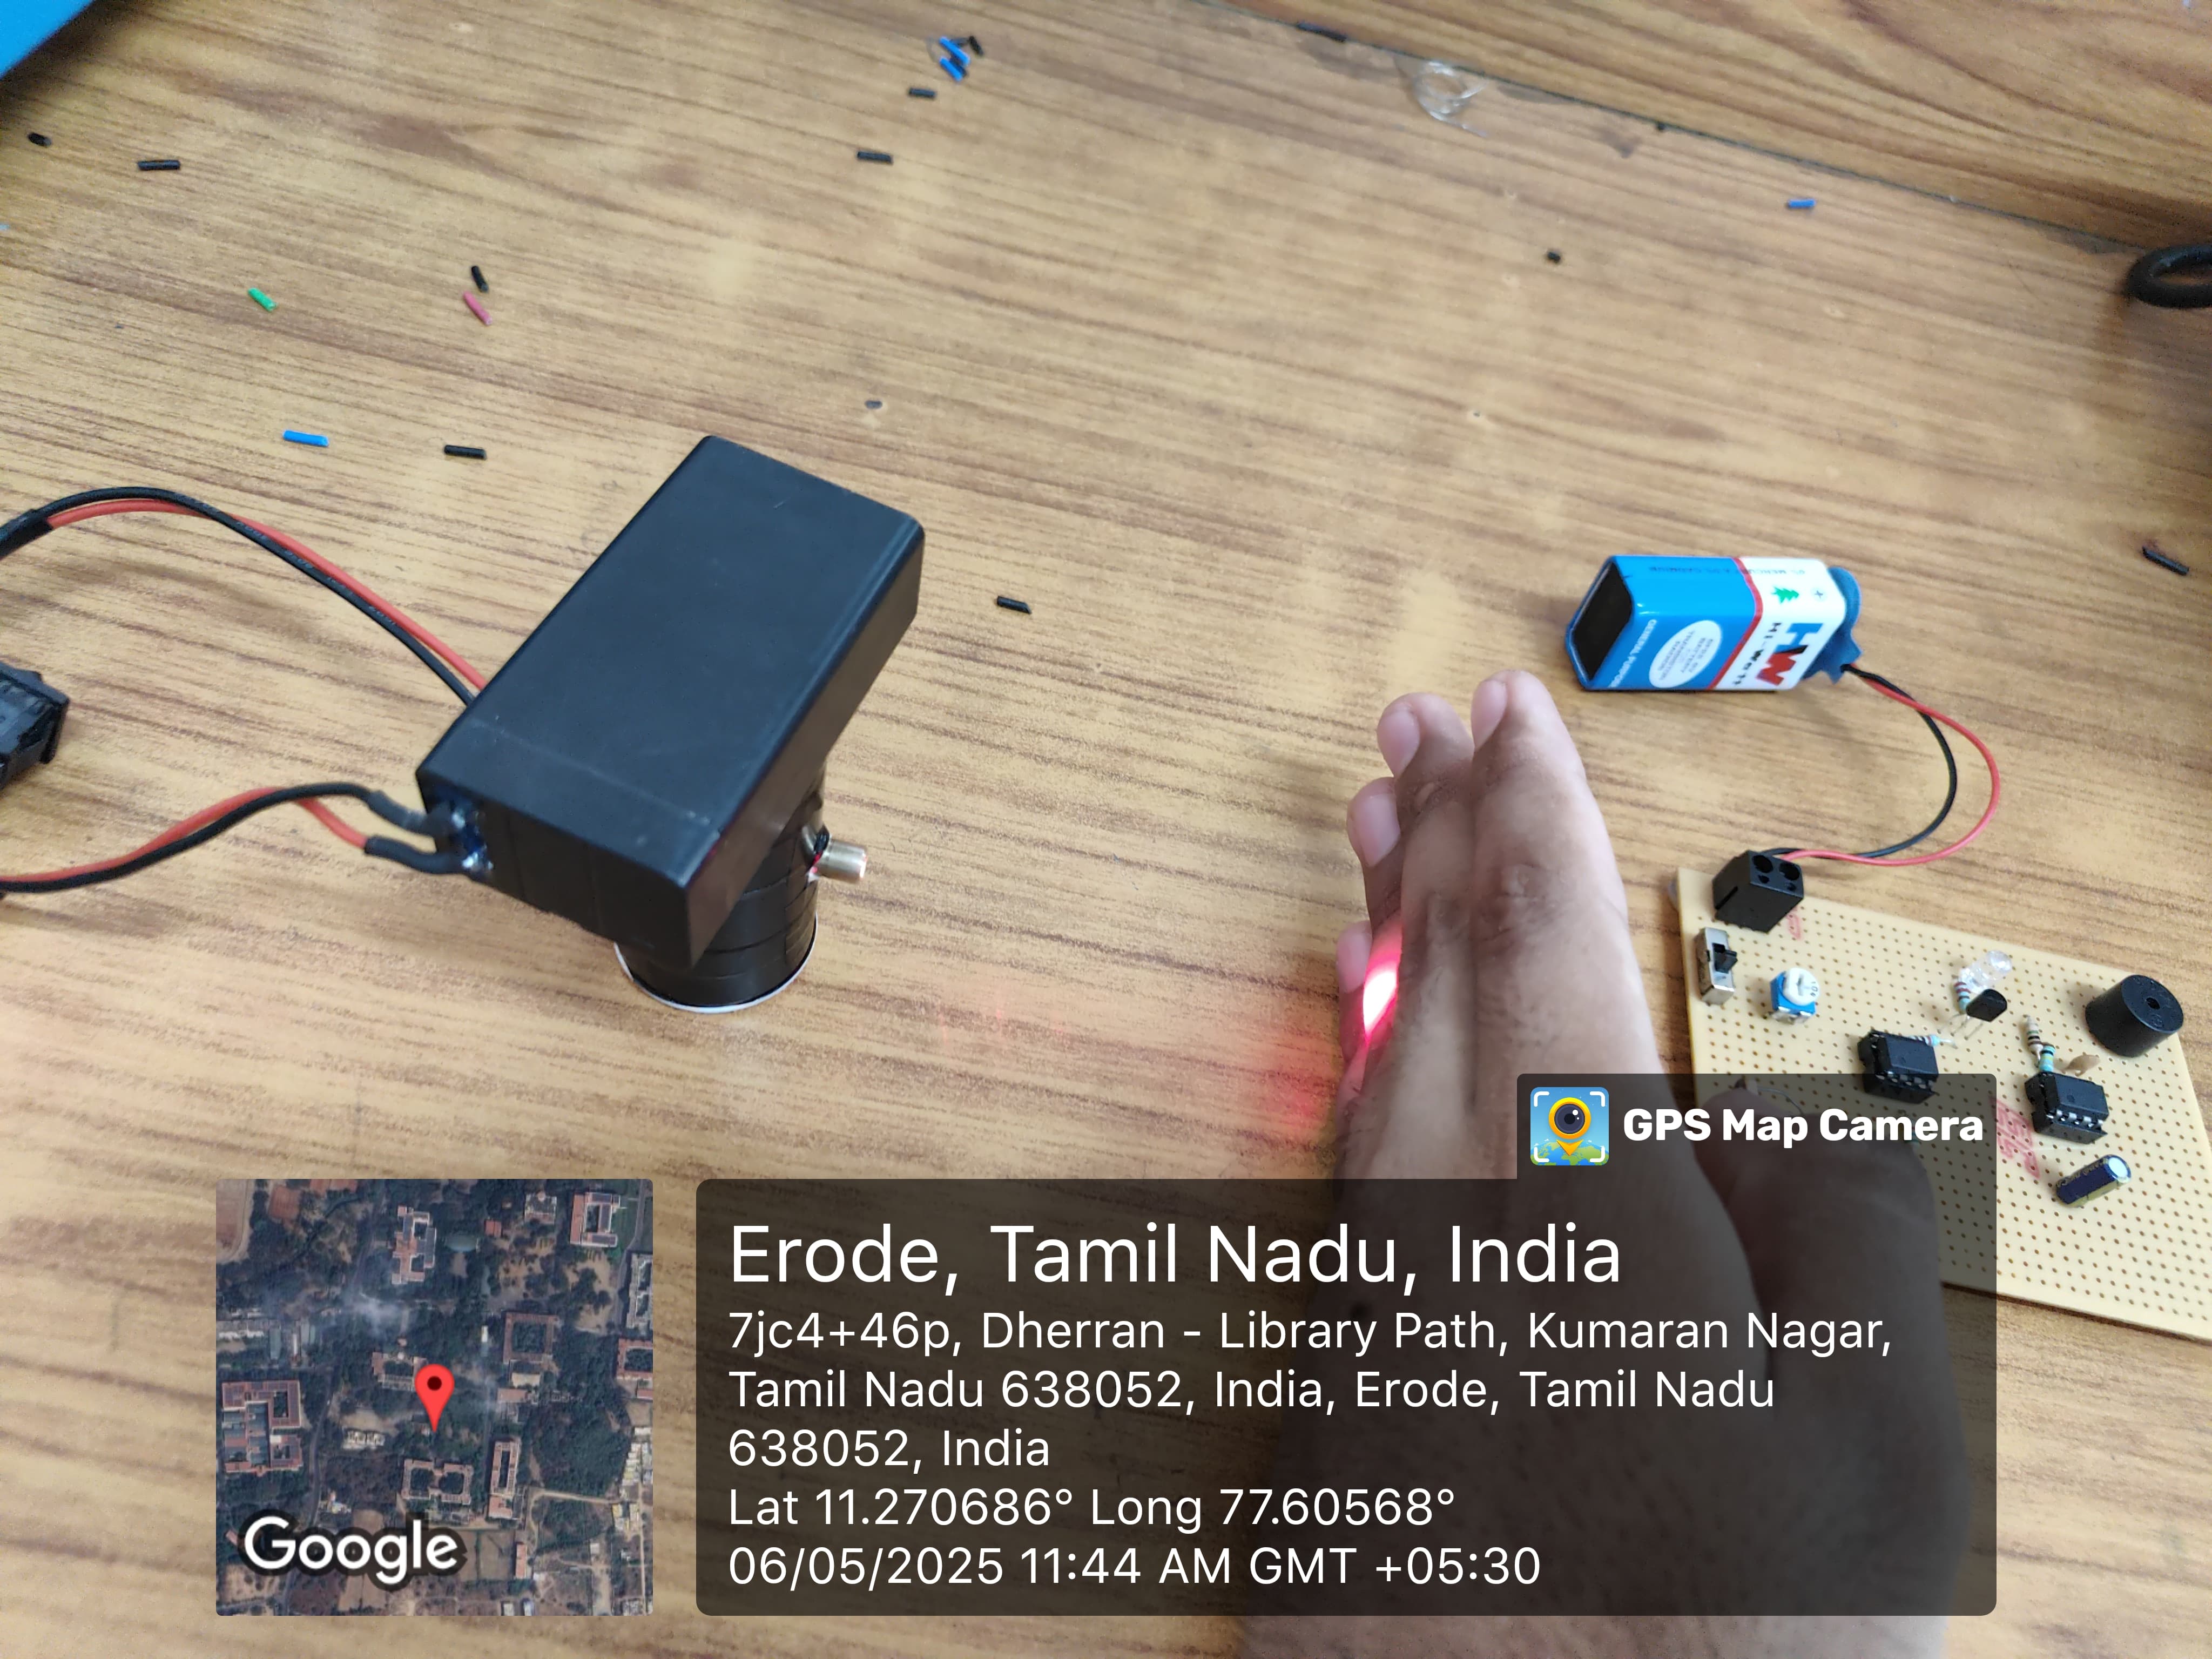 HW
Hi-Watt
GENERAL PURPOSE
GPS Map Camera
Erode, Tamil Nadu, India
7jc4+46p, Dherran - Library Path, Kumaran Nagar,
Tamil Nadu 638052, India, Erode, Tamil Nadu
638052, India
Lat 11.270686° Long 77.60568°
06/05/2025 11:44 AM GMT +05:30
Google